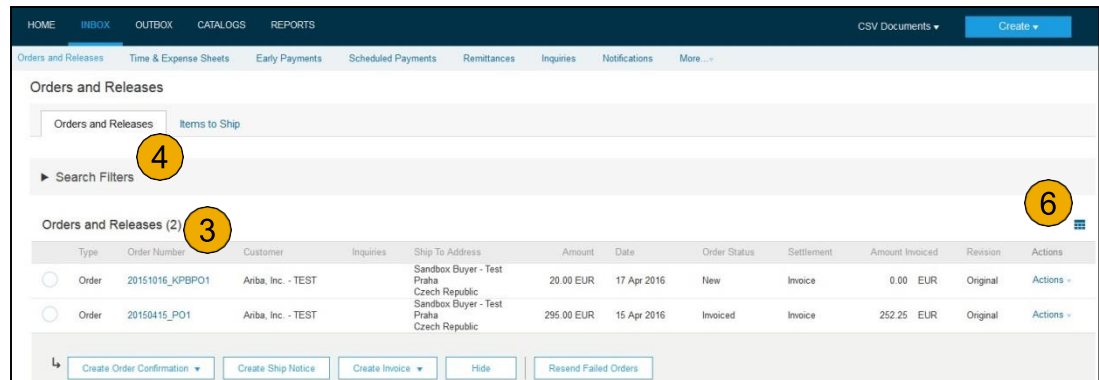 HOME INBOX OUTBOX CATALOGS REPORTS CSV Documents Create
Orders and Releases Time & Expense Sheets Early Payments Scheduled Payments Remittances Inquiries Notifications More...
Orders and Releases
Orders and Releases Items to Ship
4
Search Filters
6
Orders and Releases (2) 3
Type Order Number Customer Inquiries Ship To Address Amount Date Order Status Settlement Amount Invoiced Revision Actions
Sandbox Buyer - Test
Order 20151016_KPBPO1 Ariba, Inc. - TEST Praha 20.00 EUR 17 Apr 2016 New Invoice 0.00 EUR Original Actions
Czech Republic
Sandbox Buyer - Test
Order 20150415_PO1 Ariba, Inc. - TEST Praha 295.00 EUR 15 Apr 2016 Invoiced Invoice 252.25 EUR Original Actions
Czech Republic
Create Order Confirmation Create Ship Notice Create Invoice Hide Resend Failed Orders